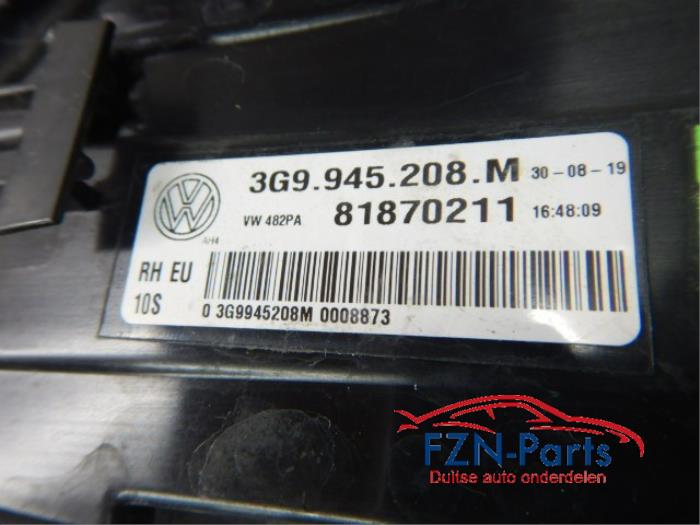 3G9.945.208.M 30-08-19
VW 482PA 81870211 16:48:09
AH4
RH EU
10S
0 3G9945208M 0008873
FZN-Parts
Duitse auto onderdelen